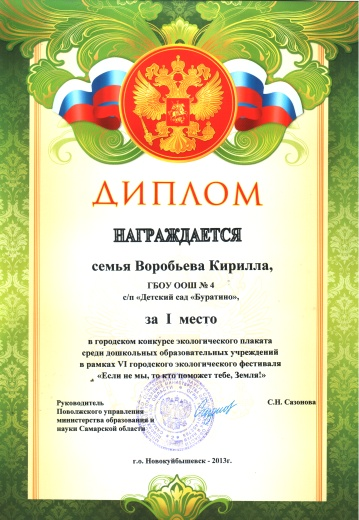 ДИПЛОМ
НАГРАЖДАЕТСЯ
семья Воробьева Кирилла,
ГБОУ ООШ № 4
с/п «Детский сад «Буратино»,
за I место
в городском конкурсе экологического плаката
среди дошкольных образовательных учреждений
в рамках VI городского экологического фестиваля
«Если не мы, то кто поможет тебе, Земля!»
Руководитель
Поволжского управления
министерства образования и
науки Самарской области
С.Н. Сазонова
г.о. Новокуйбышевск - 2013г.